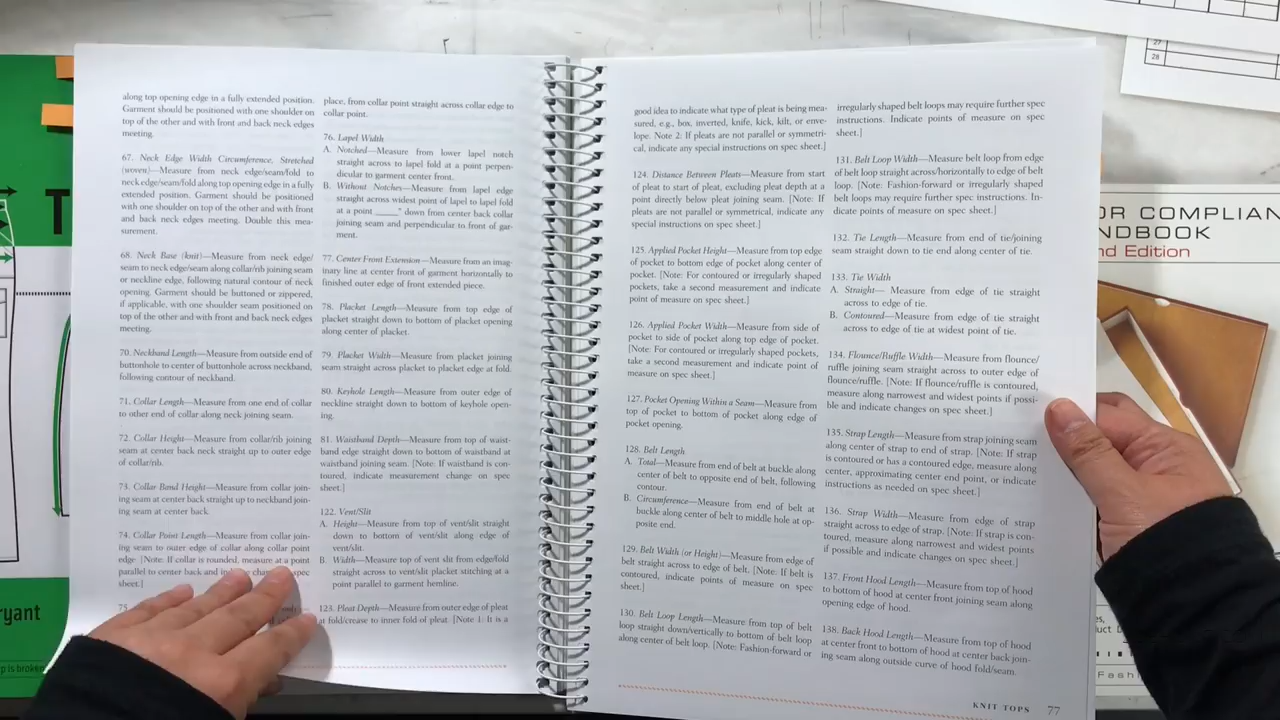 along top opening edge in a fully extended position.
Garment should be positioned with one shoulder on
top of the other and with front and back neck edges
meeting.
67. Neck Edge Width Circumference, Stretched
(woven)—Measure from neck edge/seam/fold to
neck edge/seam/fold along top opening edge in a fully
extended position. Garment should be positioned
with one shoulder on top of the other and with front
and back neck edges meeting. Double this mea-
surement.
68. Neck Base (knit)—Measure from neck edge/
seam to neck edge/seam along collar/rib joining seam
or neckline edge, following natural contour of neck
opening. Garment should be buttoned or zippered,
if applicable, with one shoulder seam positioned on
top of the other and with front and back neck edges
meeting.
70. Neckband Length—Measure from outside end of
buttonhole to center of buttonhole across neckband,
following contour of neckband.
71. Collar Length—Measure from one end of collar
to other end of collar along neck joining seam.
72. Collar Height—Measure from collar/rib joining
seam at center back neck straight up to outer edge
of collar/rib.
73. Collar Band Height—Measure from collar join-
ing seam at center back straight up to neckband join-
ing seam at center back.
74. Collar Point Length—Measure from collar join-
ing seam to outer edge of collar along collar point
edge [Note: If collar is rounded, measure at a point
parallel to center back and spec
sheet.]
75.
place, from collar point straight across collar edge to
collar point.
76. Lapel Width
A. Notched—Measure from lower lapel notch
straight across to lapel fold at a point perpen-
dicular to garment center front.
B. Without Notches—Measure from lapel edge
straight across widest point of lapel to lapel fold
at a point _____" down from center back collar
joining seam and perpendicular to front of gar-
ment.
77. Center Front Extension—Measure from an imag-
inary line at center front of garment horizontally to
finished outer edge of front extended piece.
78. Placket Length—Measure from top edge of
placket straight down to bottom of placket opening
along center of placket.
79. Placket Width—Measure from placket joining
seam straight across placket to placket edge at fold.
80. Keyhole Length—Measure from outer edge of
neckline straight down to bottom of keyhole open-
ing.
81. Waistband Depth—Measure from top of waist-
band edge straight down to bottom of waistband at
waistband joining seam. [Note: If waistband is con-
toured, indicate measurement change on spec
sheet.]
122. Vent/Slit
A. Height—Measure from top of vent/slit straight
down to bottom of vent/slit along edge of
vent/slit.
B. Width—Measure top of vent slit from edge/fold
straight across to vent/slit placket stitching at a
point parallel to garment hemline.
123. Pleat Depth—Measure from outer edge of pleat
at fold/crease to inner fold of pleat. [Note 1: It is a
good idea to indicate what type of pleat is being mea-
sured, e.g., box, inverted, knife, kick, kilt, or enve-
lope. Note 2: If pleats are not parallel or symmetri-
cal, indicate any special instructions on spec sheet.]
124. Distance Between Pleats—Measure from start
of pleat to start of pleat, excluding pleat depth at a
point directly below pleat joining seam. [Note: If
pleats are not parallel or symmetrical, indicate any
special instructions on spec sheet.]
125. Applied Pocket Height—Measure from top edge
of pocket to bottom edge of pocket along center of
pocket. [Note: For contoured or irregularly shaped
pockets, take a second measurement and indicate
point of measure on spec sheet.]
126. Applied Pocket Width—Measure from side of
pocket to side of pocket along top edge of pocket.
[Note: For contoured or irregularly shaped pockets,
take a second measurement and indicate point of
measure on spec sheet.]
127. Pocket Opening Within a Seam—Measure from
top of pocket to bottom of pocket along edge of
pocket opening.
128. Belt Length
A. Total—Measure from end of belt at buckle along
center of belt to opposite end of belt, following
contour.
B. Circumference—Measure from end of belt at
buckle along center of belt to middle hole at op-
posite end.
129. Belt Width (or Height)—Measure from edge of
belt straight across to edge of belt. [Note: If belt is
contoured, indicate points of measure on spec
sheet.]
130. Belt Loop Length—Measure from top of belt
loop straight down/vertically to bottom of belt loop
along center of belt loop. [Note: Fashion-forward or
irregularly shaped belt loops may require further spec
instructions. Indicate points of measure on spec
sheet.]
131. Belt Loop Width—Measure belt loop from edge
of belt loop straight across/horizontally to edge of belt
loop. [Note: Fashion-forward or irregularly shaped
belt loops may require further spec instructions. In-
dicate points of measure on spec sheet.]
132. Tie Length—Measure from end of tie/joining
seam straight down to tie end along center of tie.
133. Tie Width
A. Straight— Measure from edge of tie straight
across to edge of tie.
B. Contoured—Measure from edge of tie straight
across to edge of tie at widest point of tie.
134. Flounce/Ruffle Width—Measure from flounce/
ruffle joining seam straight across to outer edge of
flounce/ruffle. [Note: If flounce/ruffle is contoured,
measure along narrowest and widest points if possi-
ble and indicate changes on spec sheet.]
135. Strap Length—Measure from strap joining seam
along center of strap to end of strap. [Note: If strap
is contoured or has a contoured edge, measure along
center, approximating center end point, or indicate
instructions as needed on spec sheet.]
136. Strap Width—Measure from edge of strap
straight across to edge of strap. [Note: If strap is con-
toured, measure along narrowest and widest points
if possible and indicate changes on spec sheet.]
137. Front Hood Length—Measure from top of hood
to bottom of hood at center front joining seam along
opening edge of hood.
138. Back Hood Length—Measure from top of hood
at center front to bottom of hood at center back join-
ing seam along outside curve of hood fold/seam.
KNIT TOPS 77
27
28
OR COMPLIAN
NDBOOK
nd Edition
T
ryant
p is broken
es,
uct D
Fash